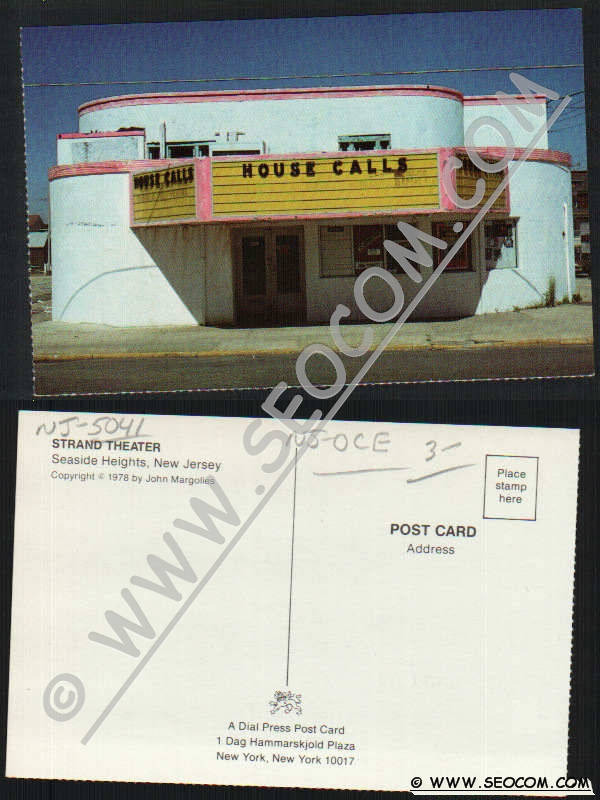 HOUSE CALLS
HOUSE CALLS
© WWW.SEOCOM.COM
NJ-5041
STRAND THEATER
Seaside Heights, New Jersey
Copyright © 1978 by John Margolies
NJ-OCE 3-
Place
stamp
here
POST CARD
Address
A Dial Press Post Card
1 Dag Hammarskjold Plaza
New York, New York 10017
© WWW.SEOCOM.COM